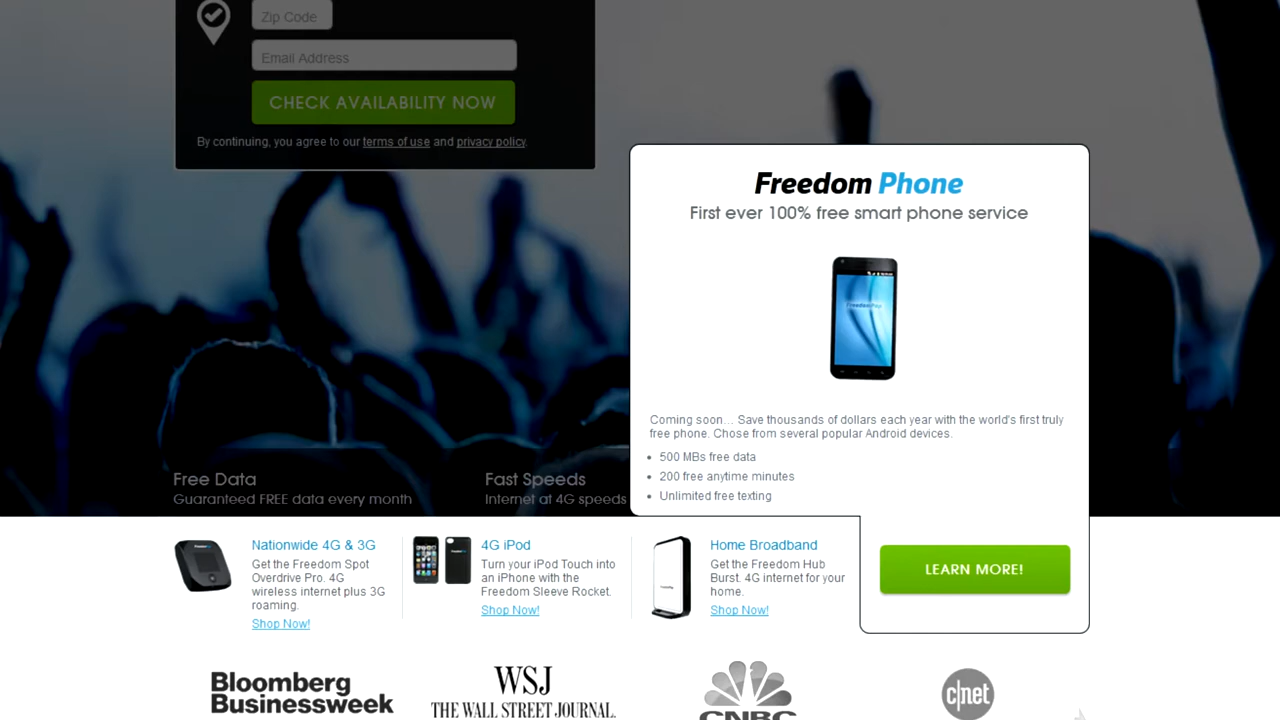 Zip Code
Email Address
CHECK AVAILABILITY NOW
By continuing, you agree to our terms of use and privacy policy.
Freedom Phone
First ever 100% free smart phone service
FreedomPop
Coming soon... Save thousands of dollars each year with the world's first truly
free phone. Chose from several popular Android devices.
• 500 MBs free data
• 200 free anytime minutes
• Unlimited free texting
Free Data
Guaranteed FREE data every month
Fast Speeds
Internet at 4G speeds
Nationwide 4G & 3G
Get the Freedom Spot
Overdrive Pro. 4G
wireless internet plus 3G
roaming.
Shop Now!
4G iPod
Turn your iPod Touch into
an iPhone with the
Freedom Sleeve Rocket.
Shop Now!
Home Broadband
Get the Freedom Hub
Burst. 4G internet for your
home.
Shop Now!
LEARN MORE!
Bloomberg
Businessweek
WSJ
THE WALL STREET JOURNAL.
CNBC
c|net